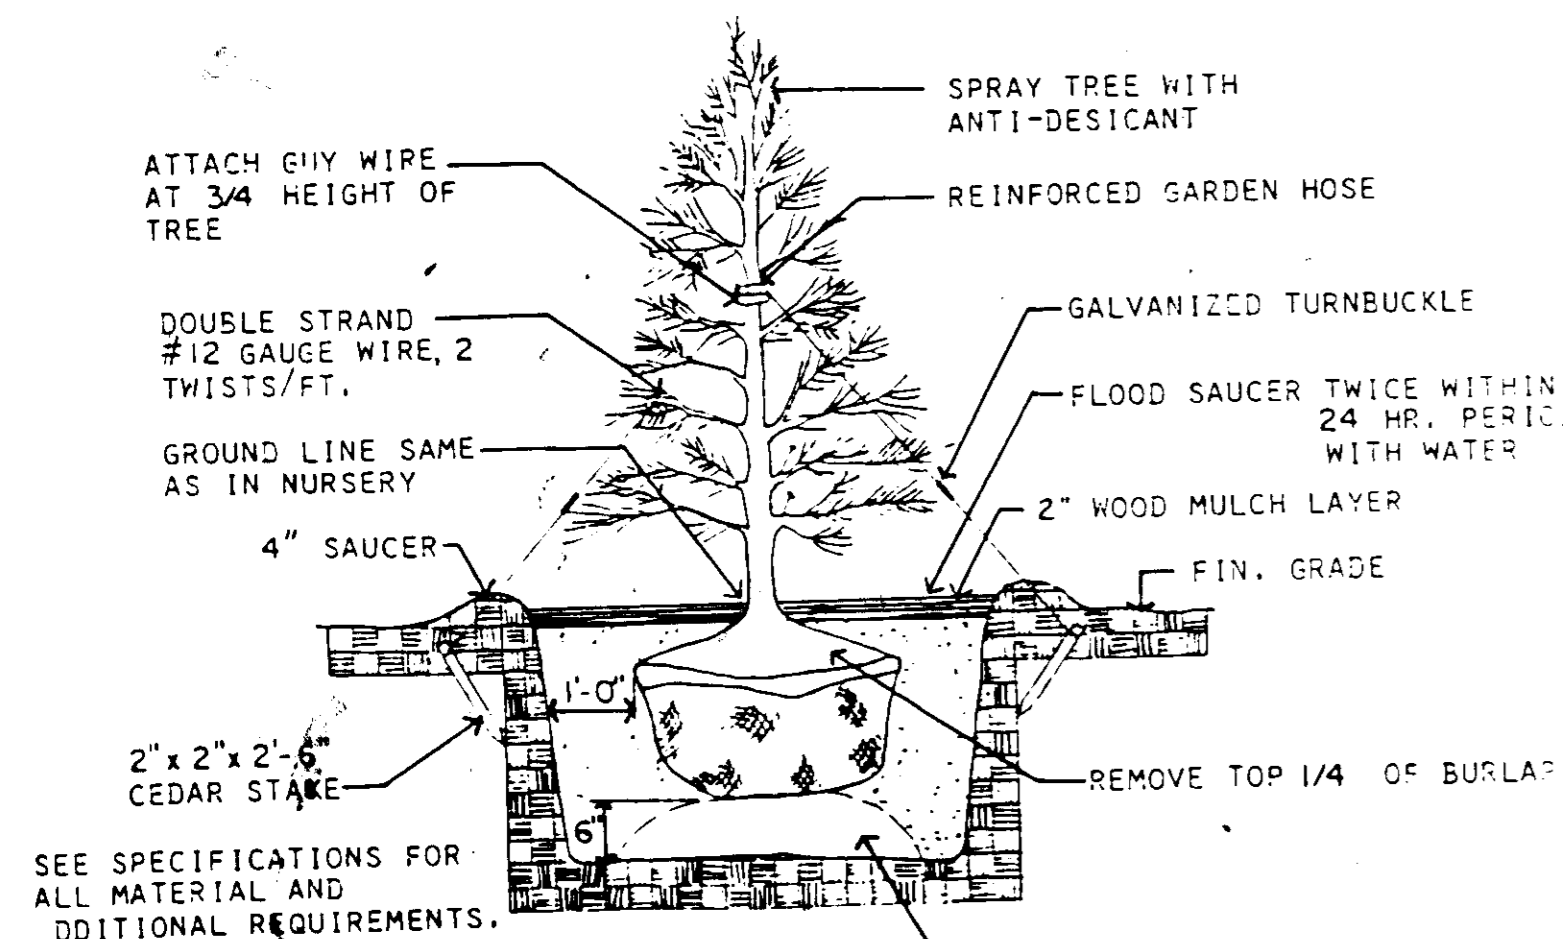 SPRAY TREE WITH
ANTI-DESICANT
ATTACH GUY WIRE
AT 3/4 HEIGHT OF
TREE
REINFORCED GARDEN HOSE
DOUBLE STRAND
#12 GAUGE WIRE, 2
TWISTS/FT.
GALVANIZED TURNBUCKLE
FLOOD SAUCER TWICE WITHIN
24 HR.
WITH WATER
GROUND LINE SAME
AS IN NURSERY
2" WOOD MULCH LAYER
4" SAUCER
FIN. GRADE
1'-0"
2" x 2" x 2'-6"
CEDAR STAKE
REMOVE TOP 1/4 OF BURLAP
6"
SEE SPECIFICATIONS FOR
ALL MATERIAL AND
DDITIONAL REQUIREMENTS.